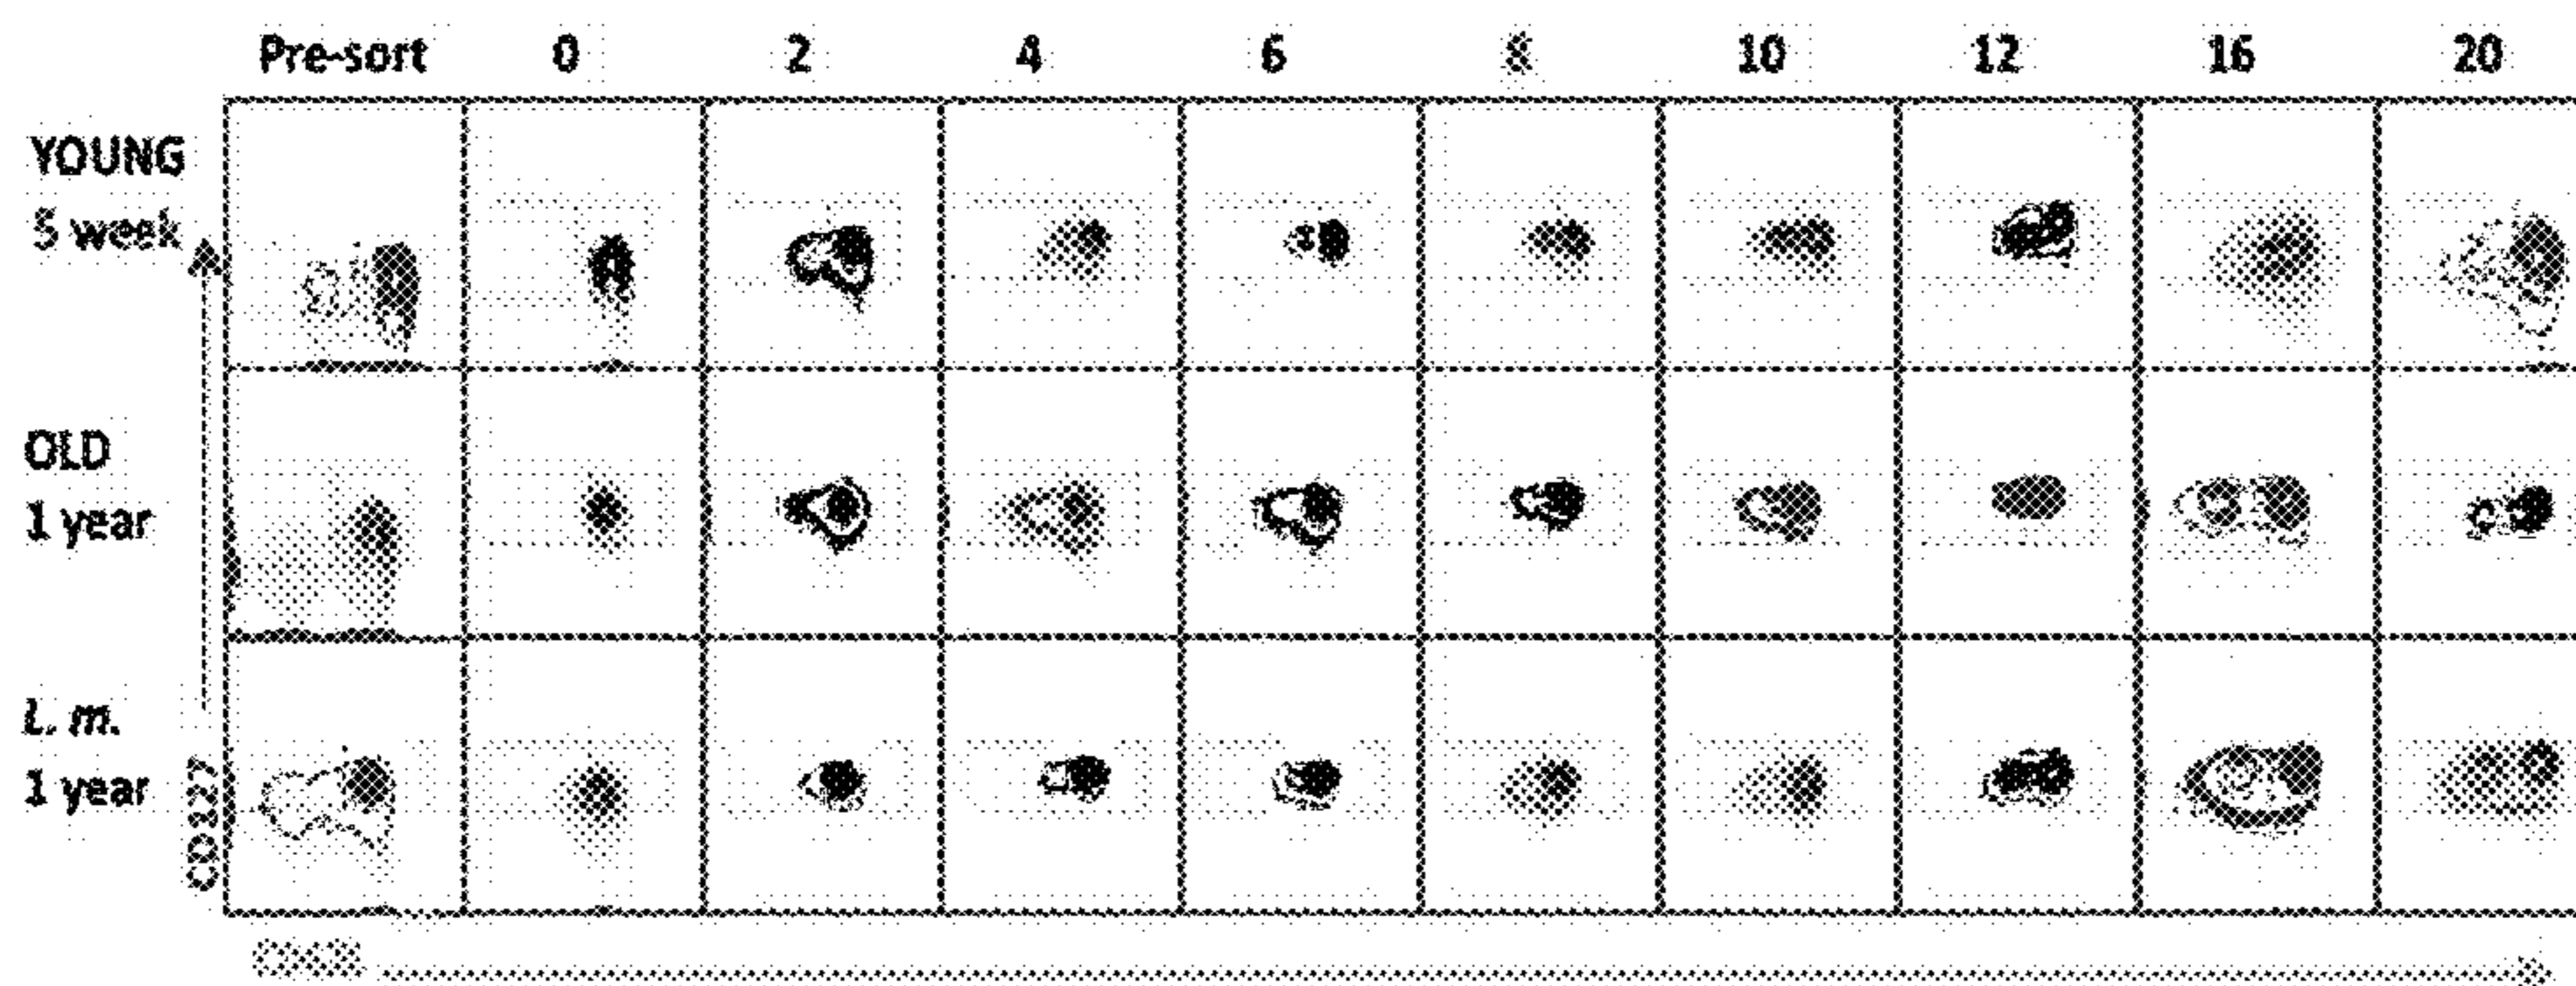 Pre-sort 0 2 4 6 8 10 12 16 20
YOUNG
5 week
OLD
1 year
L. m.
1 year
CD127